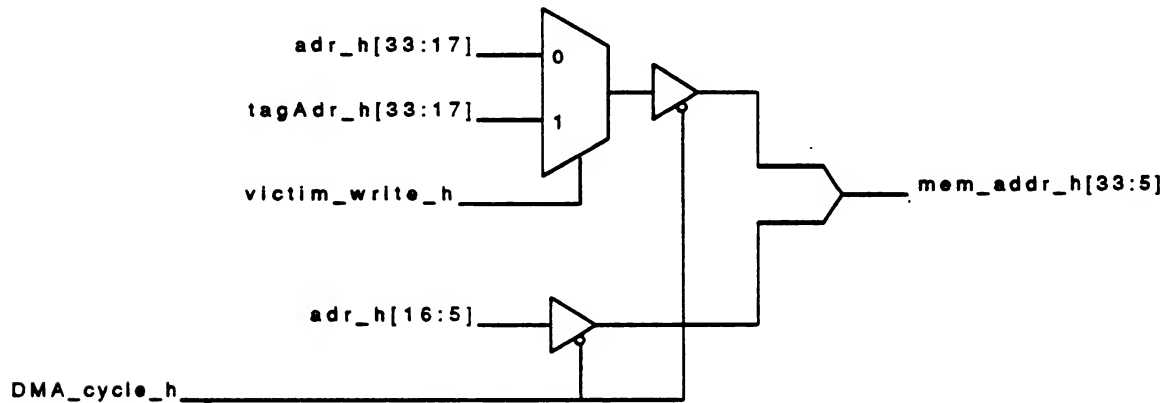 adr_h[33:17]
0
tagAdr_h[33:17]
1
mem_addr_h[33:5]
victim_write_h
adr_h[16:5]
DMA_cycle_h